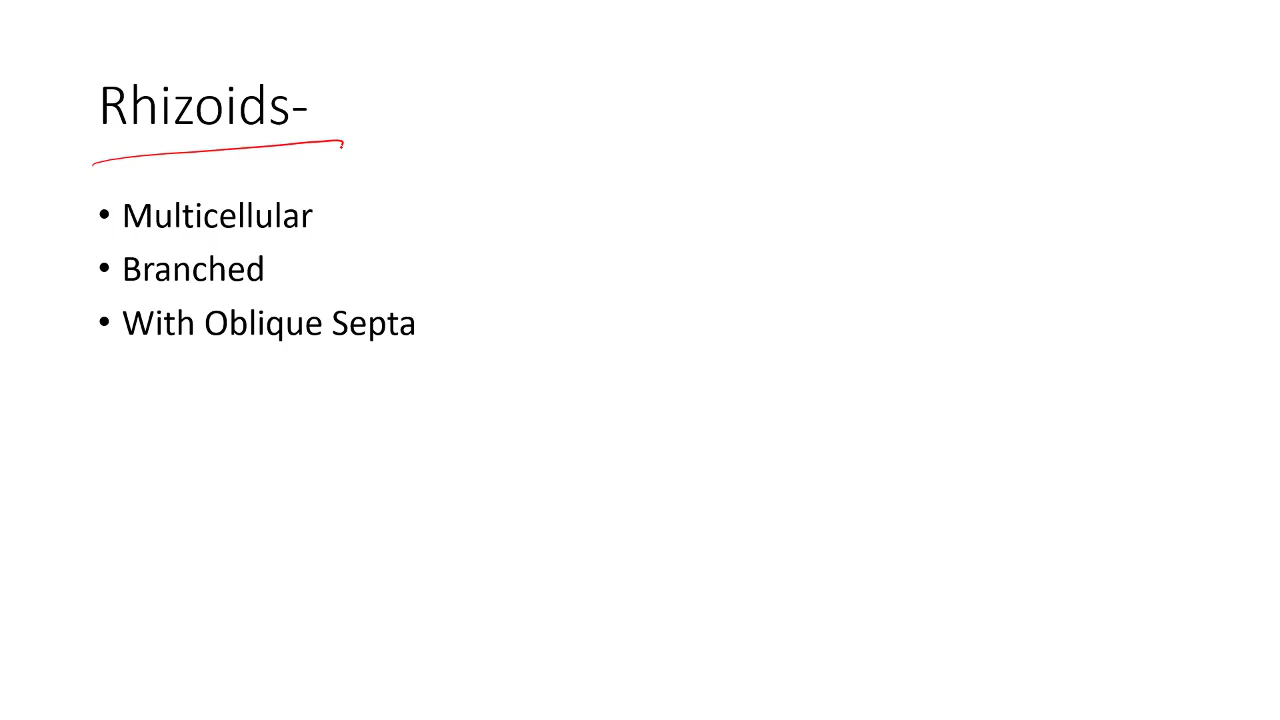 Rhizoids-
• Multicellular
• Branched
• With Oblique Septa